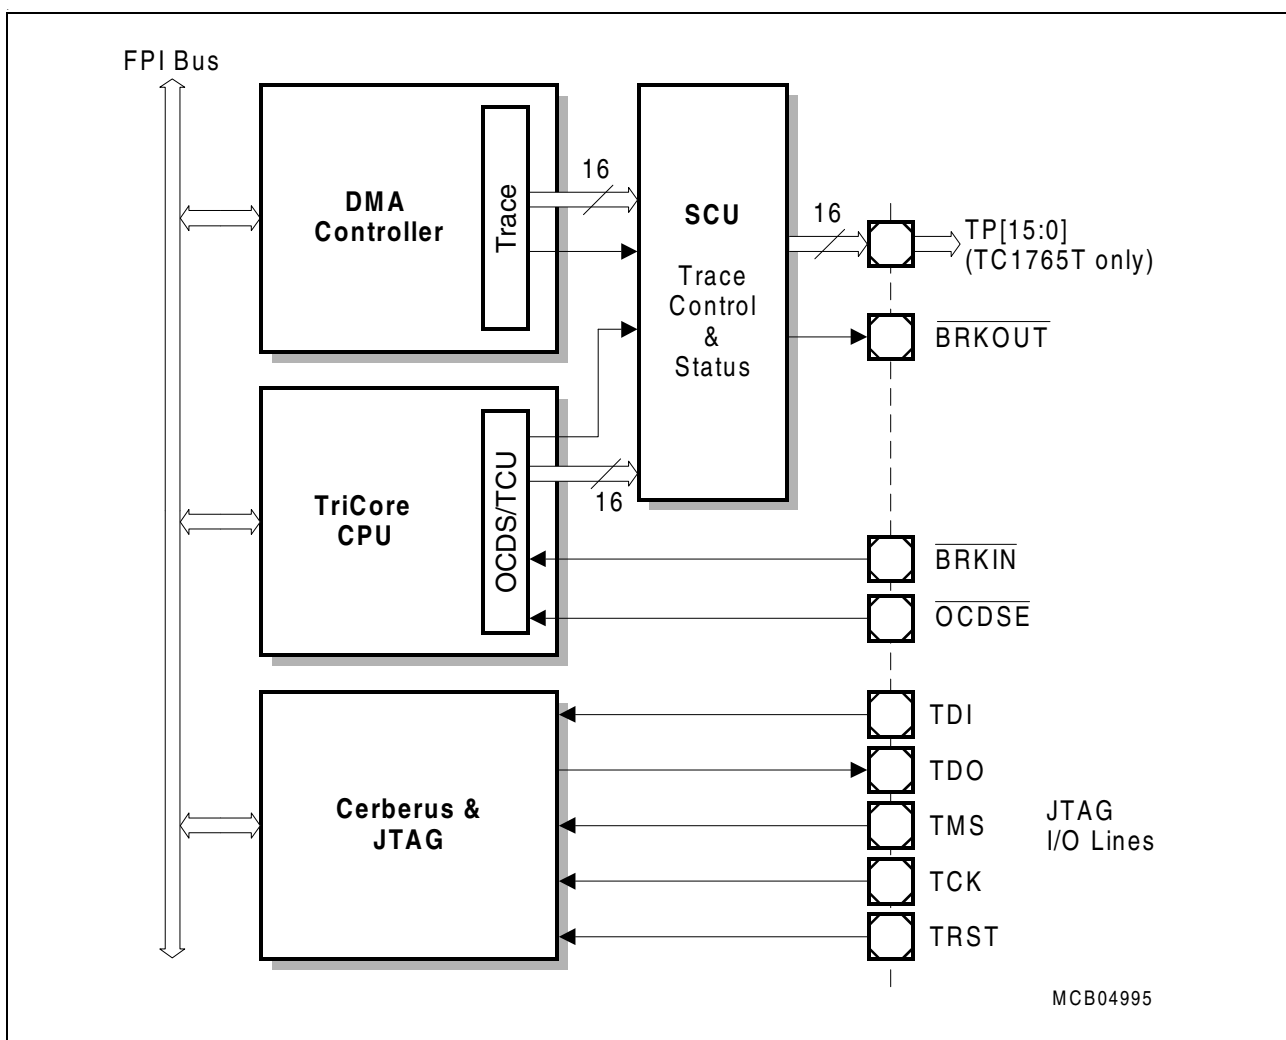 FPI Bus
DMA
Controller
Trace
16
SCU
Trace
Control
&
Status
16
TP[15:0]
(TC1765T only)
BRKOUT
TriCore
CPU
OCDS/TCU
16
BRKIN
OCDSE
Cerberus &
JTAG
TDI
TDO
TMS
TCK
TRST
JTAG
I/O Lines
MCB04995